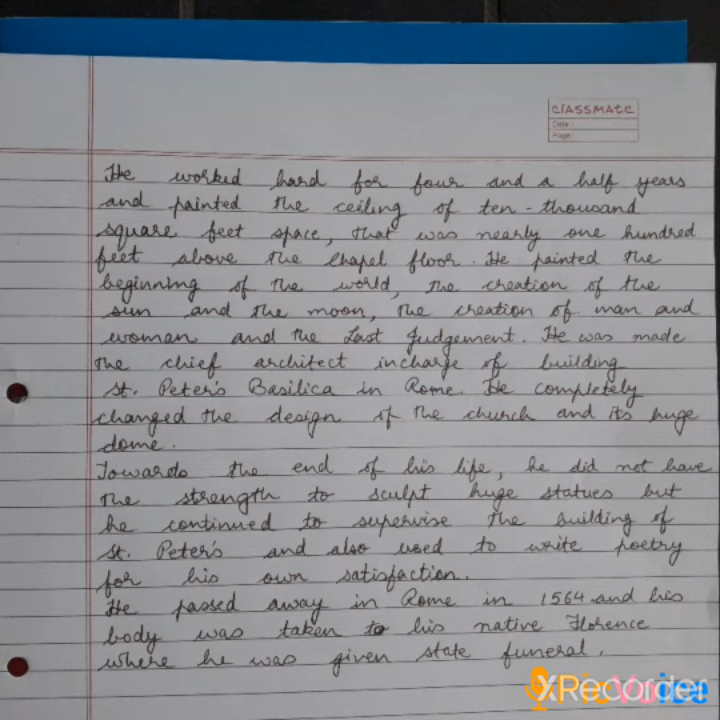 CLASSMATE
Date :
Page :
He worked hard for four and a half years
and painted the ceiling of ten-thousand
square feet space, that was nearly one hundred
feet above the chapel floor. He painted the
beginning of the world, the creation of the
sun and the moon, the creation of man and
woman and the Last Judgement. He was made
the chief architect incharge of building
St. Peter's Basilica in Rome. He completely
changed the design of the church and its huge
dome.
Towards the end of his life, he did not have
the strength to sculpt huge statues but
he continued to supervise the building of
St. Peter's and also used to write poetry
for his own satisfaction.
He passed away in Rome in 1564 and his
body was taken to his native Florence
where he was given state funeral.
XRecorder